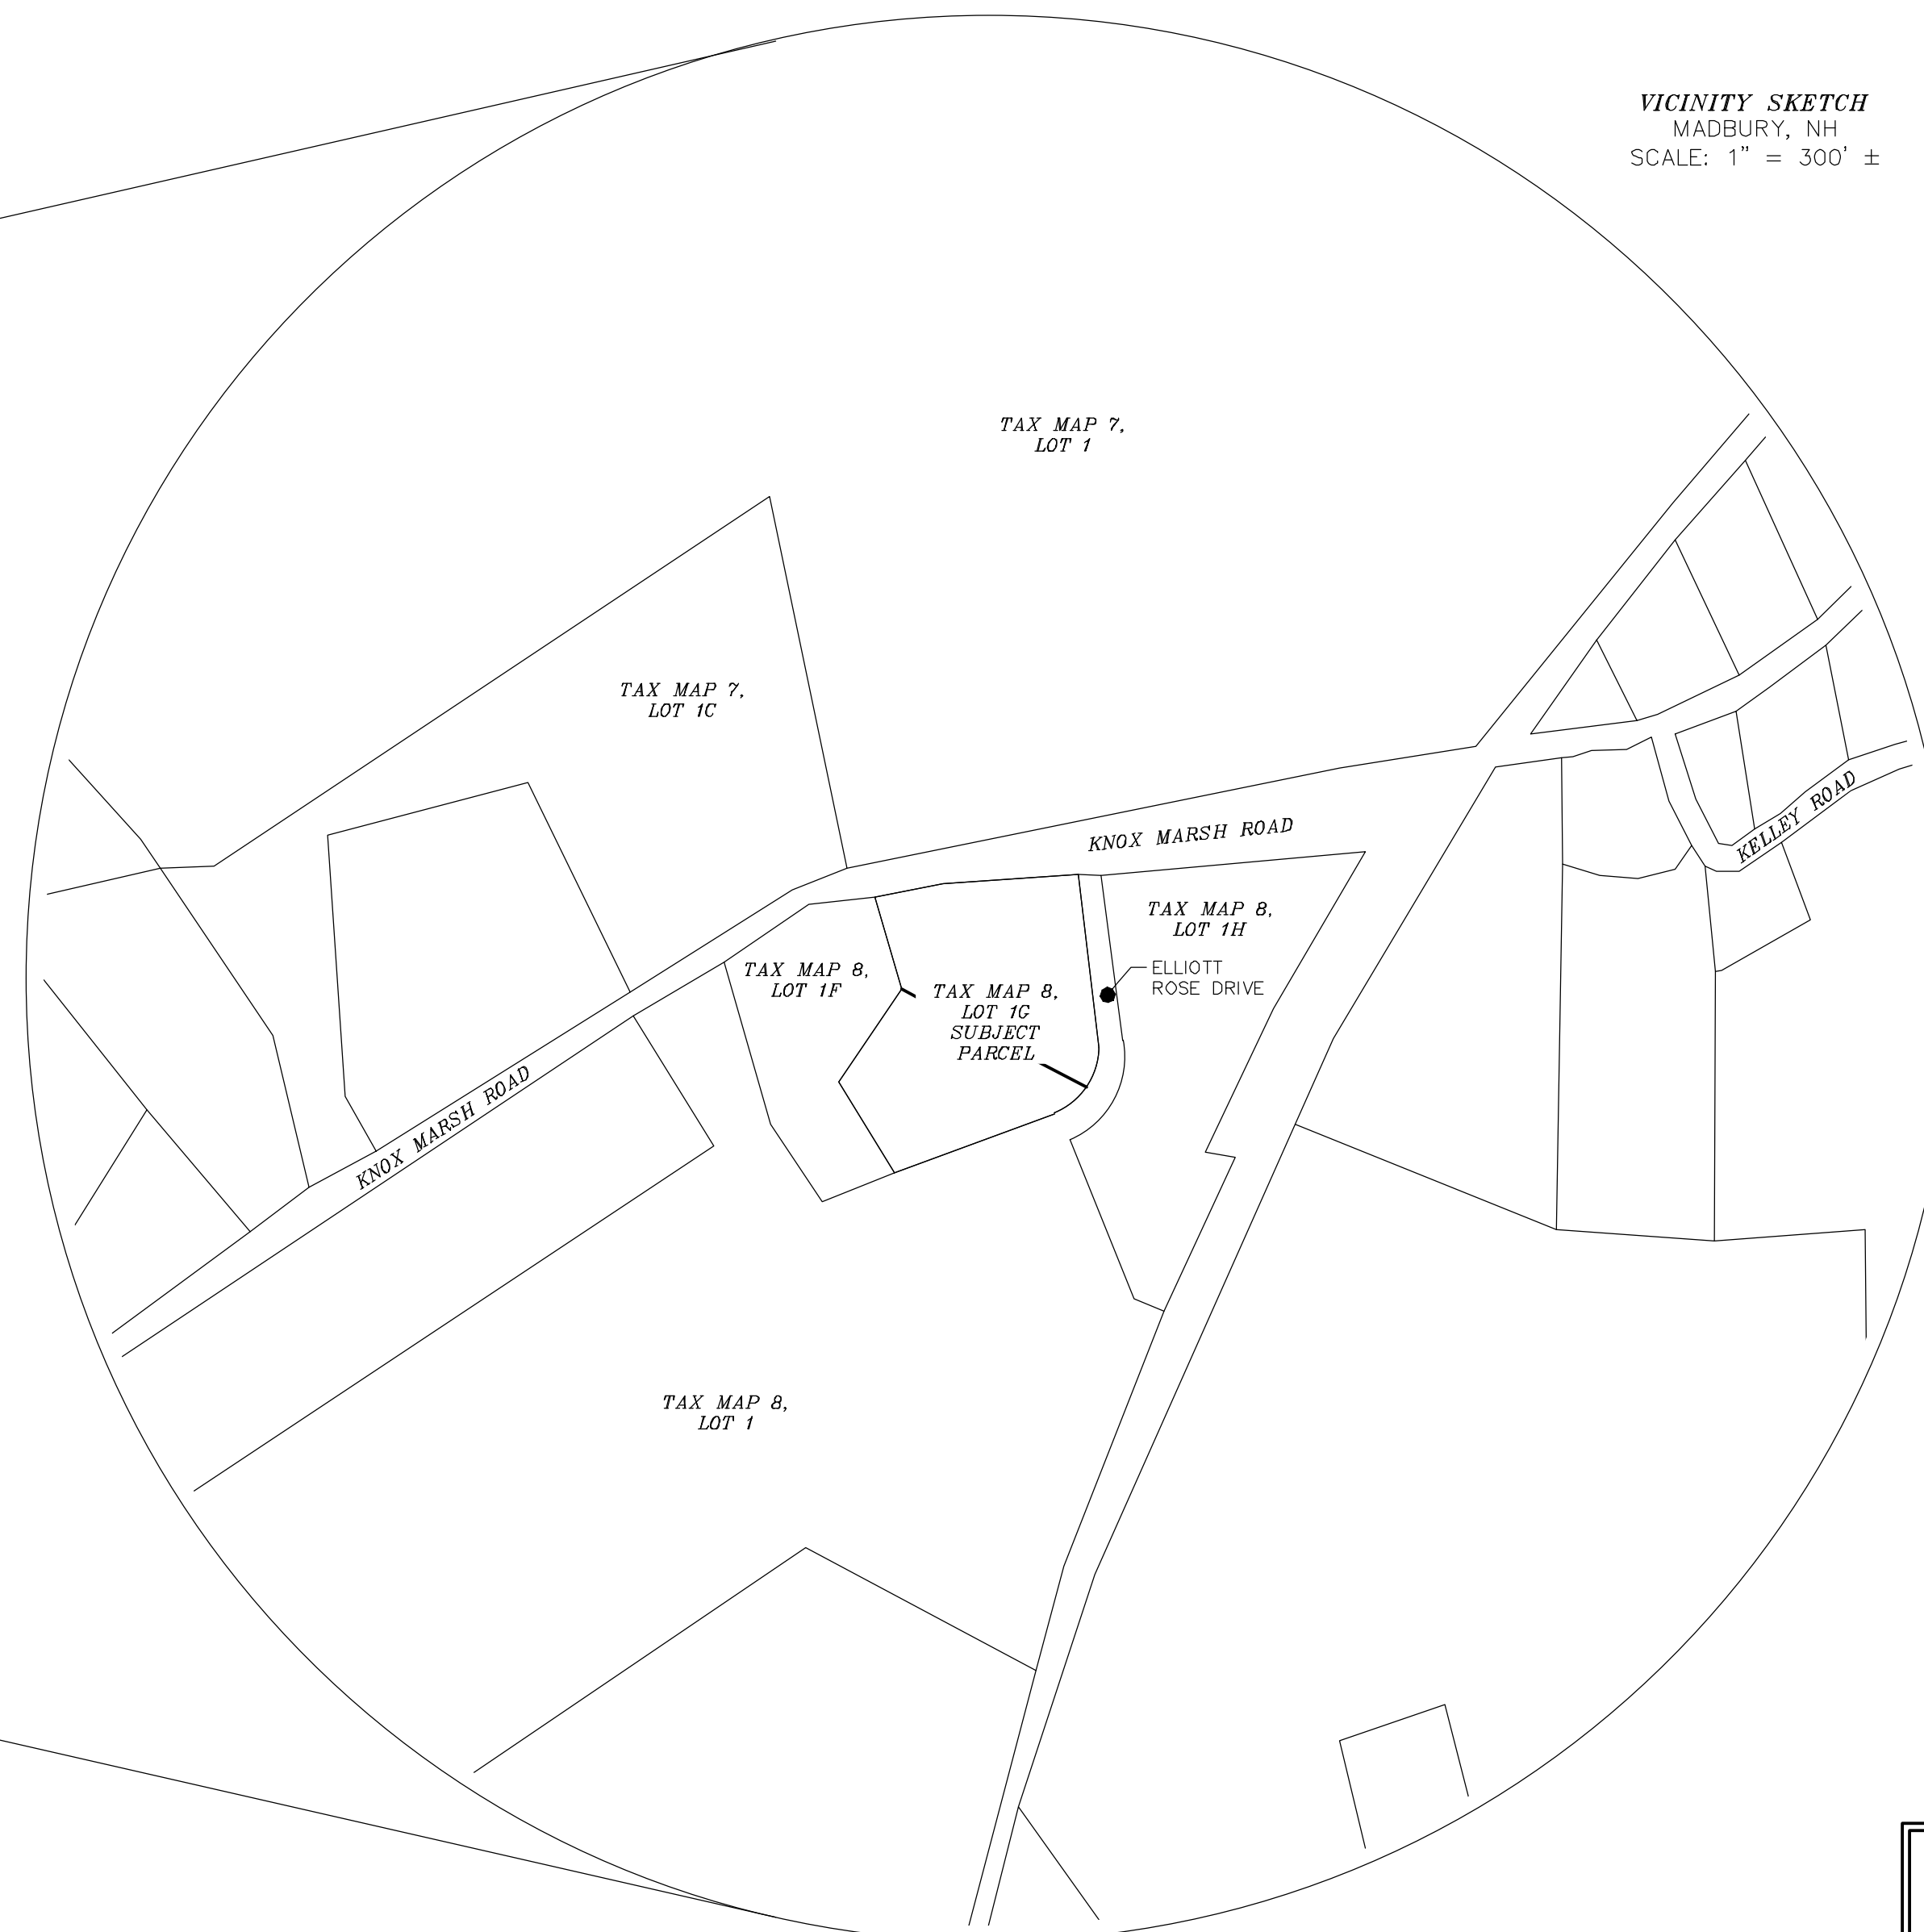 VICINITY SKETCH
MADBURY, NH
SCALE: 1" = 300' ±
TAX MAP 7,
LOT 1
TAX MAP 7,
LOT 1C
KNOX MARSH ROAD
KELLEY ROAD
TAX MAP 8,
LOT 1H
ELLIOTT
ROSE DRIVE
TAX MAP 8,
LOT 1F
TAX MAP 8,
LOT 1G
SUBJECT
PARCEL
KNOX MARSH ROAD
TAX MAP 8,
LOT 1